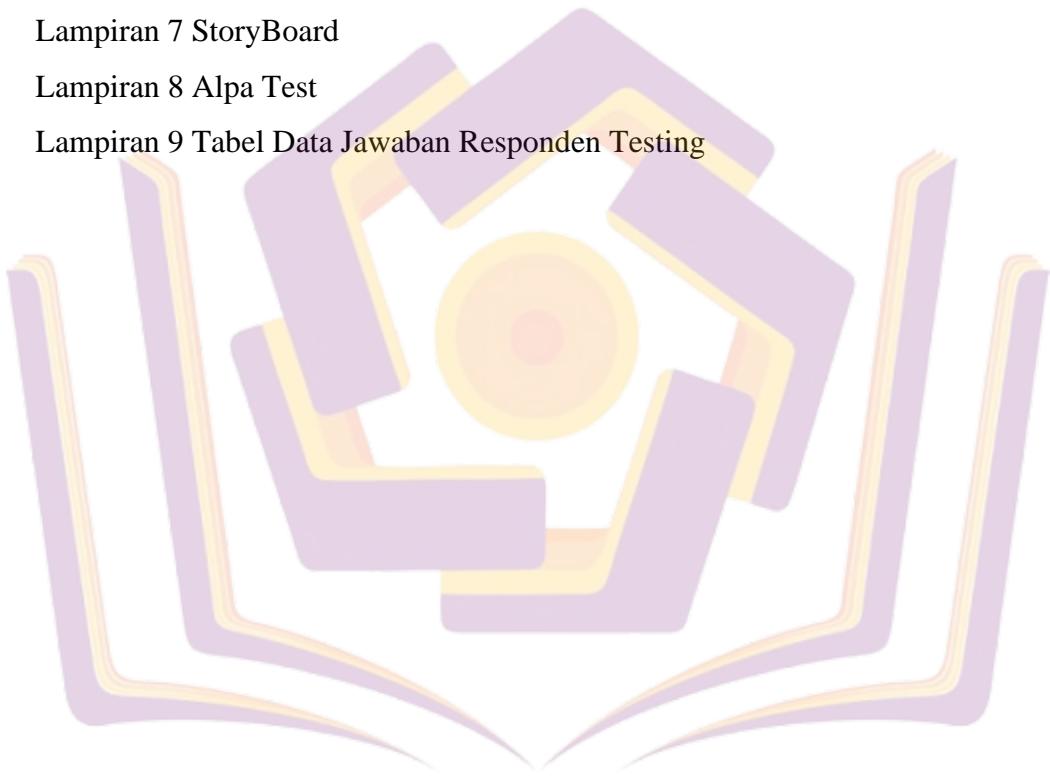 Lampiran 7 StoryBoard
Lampiran 8 Alpa Test
Lampiran 9 Tabel Data Jawaban Responden Testing